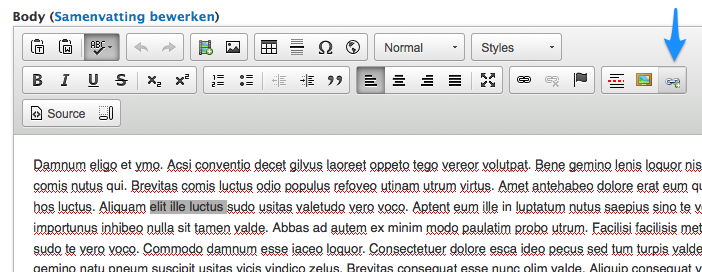 Body (Samenvatting bewerken)
ABC Normal Styles
B I U S x₂ x²
Source
Damnum eligo et ymo. Acsi conventio decet gilvus laoreet oppeto tego vereor volutpat. Bene gemino lenis loquor nis
comis nutus qui. Brevitas comis luctus odio populus refoveo utinam utrum virtus. Amet antehabeo dolore erat eum qu
hos luctus. Aliquam elit ille luctus sudo usitas valetudo vero voco. Aptent eum ille in luptatum nutus saepius sino te v
importunus inhibeo nulla sit tamen valde. Abbas ad autem ex minim modo paulatim probo utrum. Facilisi facilisis met
sudo te vero voco. Commodo damnum esse iaceo loquor. Consectetuer dolore esca ideo pecus sed tum turpis valde
gemino natu pneum suscipit usitas vicis vindico zelus. Brevitas consequat esse nunc olim valde. Aliquip consequat